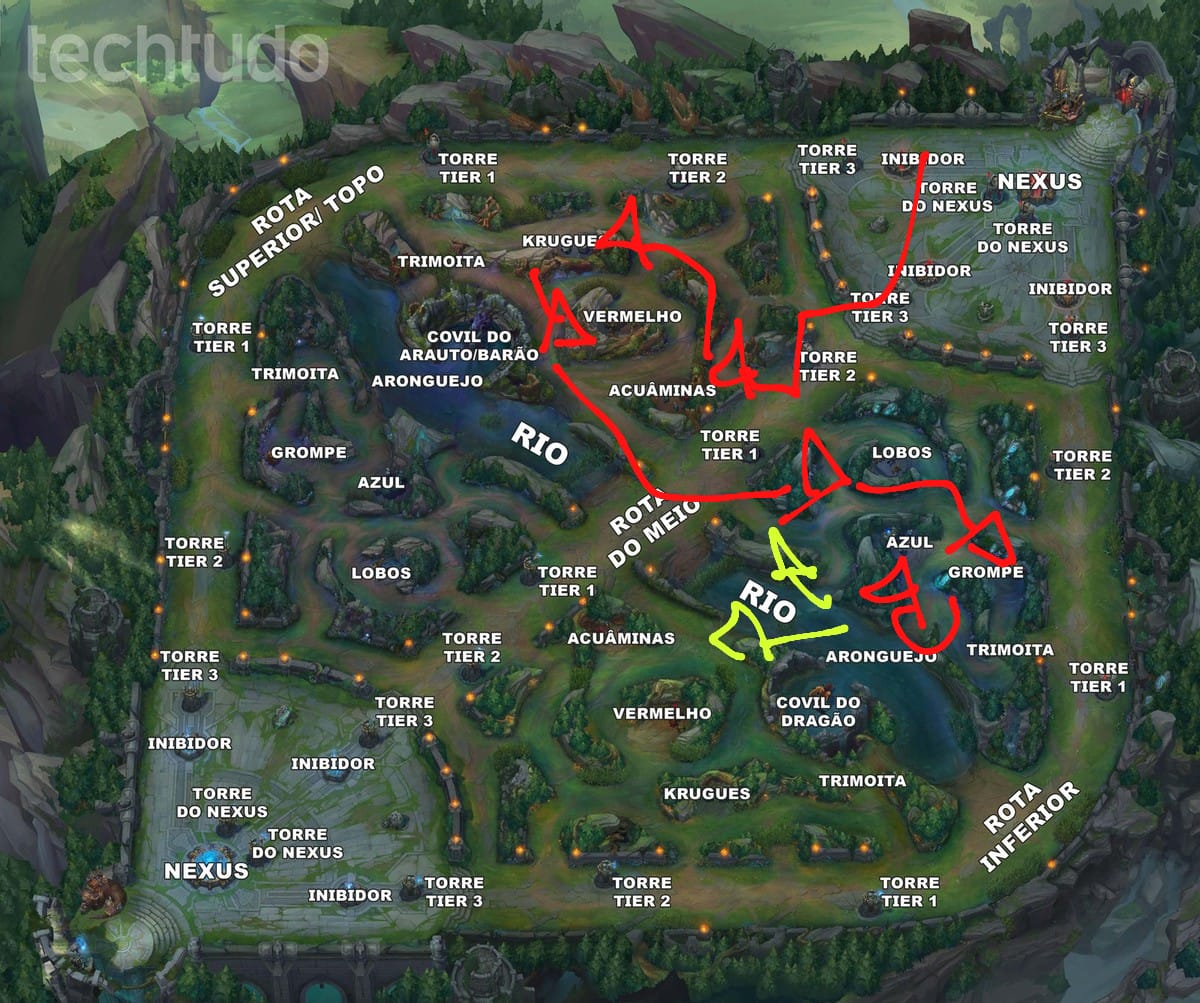 techtudo
TORRE
TIER 1
TORRE
TIER 2
TORRE
TIER 3
INIBIDOR
NEXUS
TORRE
DO NEXUS
TORRE
DO NEXUS
INIBIDOR
INIBIDOR
TORRE
TIER 3
TORRE
TIER 3
ROTA
SUPERIOR/ TOPO
KRUGUES
TRIMOITA
VERMELHO
COVIL DO
ARAUTO/BARÃO
TORRE
TIER 1
TRIMOITA
ARONGUEJO
ACUÂMINAS
TORRE
TIER 2
RIO
TORRE
TIER 1
LOBOS
TORRE
TIER 2
GROMPE
AZUL
ROTA
DO MEIO
AZUL
GROMPE
TORRE
TIER 2
LOBOS
TORRE
TIER 1
RIO
ACUÂMINAS
ARONGUEJO
TRIMOITA
TORRE
TIER 1
TORRE
TIER 2
TORRE
TIER 3
TORRE
TIER 3
VERMELHO
COVIL DO
DRAGÃO
INIBIDOR
INIBIDOR
TRIMOITA
KRUGUES
ROTA
INFERIOR
TORRE
DO NEXUS
TORRE
DO NEXUS
NEXUS
INIBIDOR
TORRE
TIER 3
TORRE
TIER 2
TORRE
TIER 1